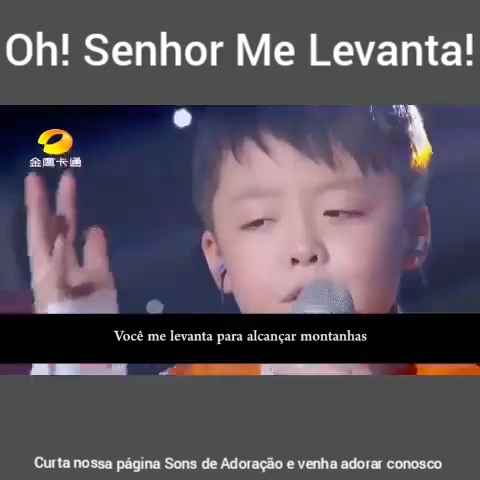 Oh! Senhor Me Levanta!
金鹰卡通
Você me levanta para alcançar montanhas
Curta nossa página Sons de Adoração e venha adorar conosco